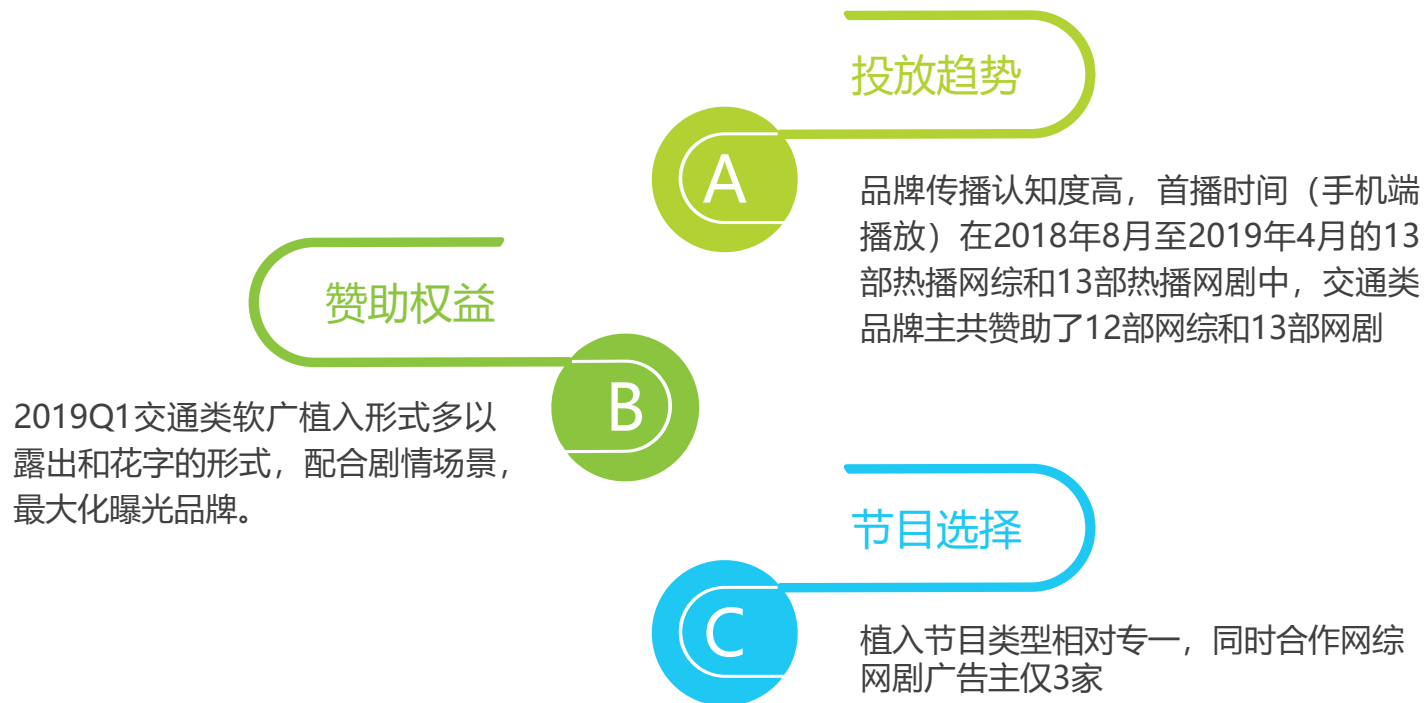 投放趋势
A
品牌传播认知度高，首播时间（手机端
播放）在2018年8月至2019年4月的13
部热播网综和13部热播网剧中，交通类
品牌主共赞助了12部网综和13部网剧
赞助权益
B
2019Q1交通类软广植入形式多以
露出和花字的形式，配合剧情场景，
最大化曝光品牌。
节目选择
C
植入节目类型相对专一，同时合作网综
网剧广告主仅3家